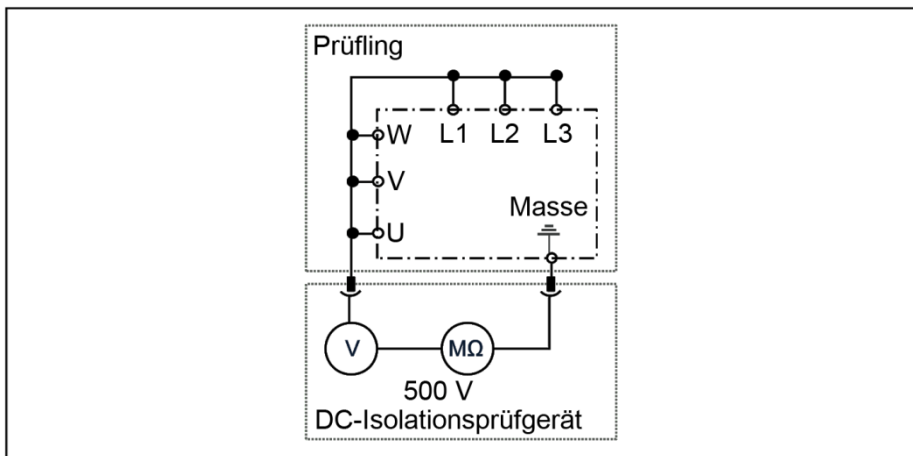 Prüfling
W L1 L2 L3
V
Masse
U
V MΩ
500 V
DC-Isolationsprüfgerät